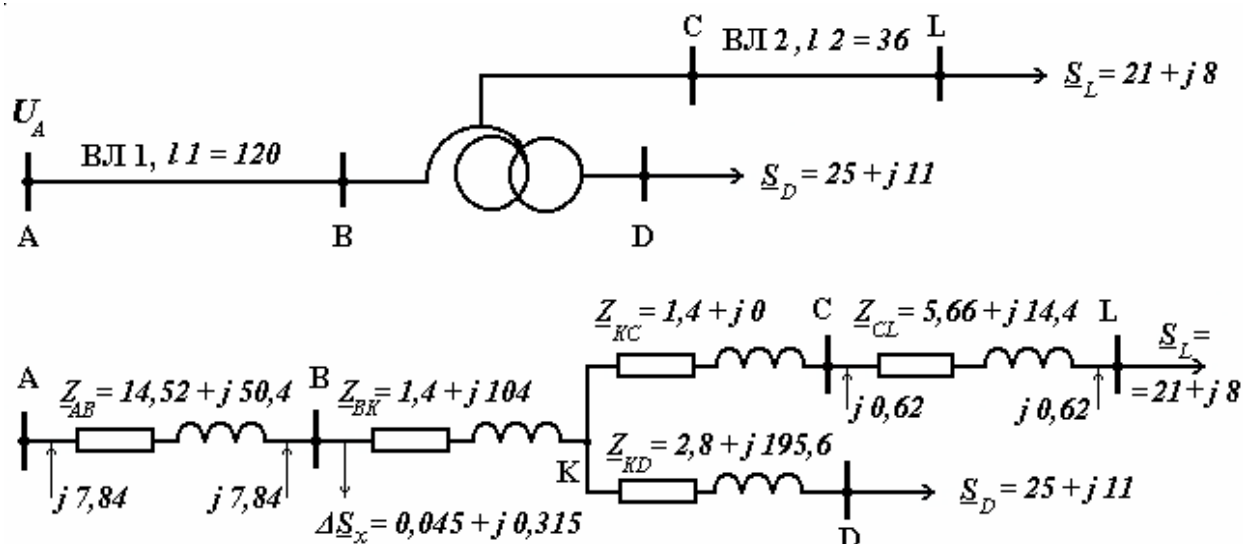 C ВЛ 2, l 2 = 36 L
S_L = 21 + j 8
U_A
ВЛ 1, l 1 = 120
S_D = 25 + j 11
A B D
Z_KC = 1,4 + j 0 C Z_CL = 5,66 + j 14,4 L
S_L =
= 21 + j 8
A Z_AB = 14,52 + j 50,4 B Z_BK = 1,4 + j 104
j 0,62 j 0,62
K Z_KD = 2,8 + j 195,6
j 7,84 j 7,84
S_D = 25 + j 11
ΔS_x = 0,045 + j 0,315
D